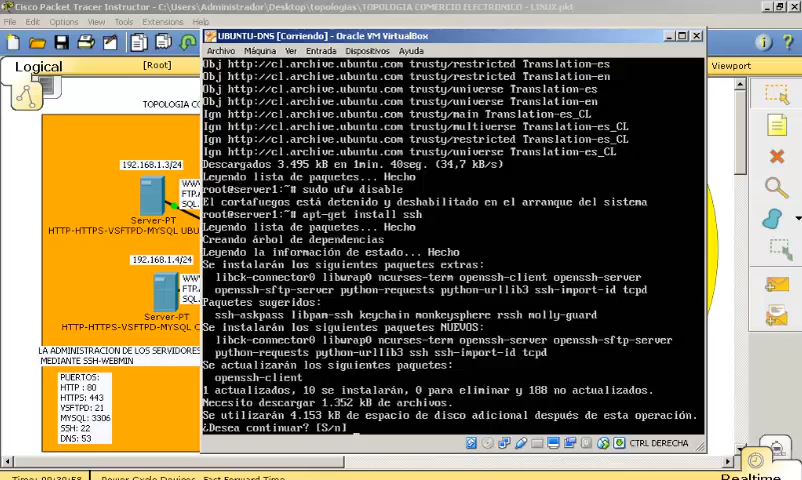 Cisco Packet Tracer Instructor - C:\Users\Administrador\Desktop\topologias\TOPOLOGIA COMERCIO ELECTRONICO - LINUX.pkt
File Edit Options View Tools Extensions Help
Logical
[Root]
Viewport
TOPOLOGIA CO
192.168.1.3/24
WWW
FTP.
Server-PT
HTTP-HTTPS-VSFTPD-MYSQL UBU
192.168.1.4/24
WWW
FTP.
Server-PT
HTTP-HTTPS-VSFTPD-MYSQL
LA ADMINISTRACION DE LOS SERVIDORES
MEDIANTE SSH-WEBMIN
PUERTOS:
HTTP : 80
HTTPS: 443
VSFTPD: 21
MYSQL: 3306
SSH: 22
DNS: 53
UBUNTU-DNS [Corriendo] - Oracle VM VirtualBox
Archivo Máquina Ver Entrada Dispositivos Ayuda
Obj http://cl.archive.ubuntu.com trusty/restricted Translation-es
Obj http://cl.archive.ubuntu.com trusty/restricted Translation-en
Obj http://cl.archive.ubuntu.com trusty/universe Translation-es
Obj http://cl.archive.ubuntu.com trusty/universe Translation-en
Ign http://cl.archive.ubuntu.com trusty/main Translation-es_CL
Ign http://cl.archive.ubuntu.com trusty/multiverse Translation-es_CL
Ign http://cl.archive.ubuntu.com trusty/restricted Translation-es_CL
Ign http://cl.archive.ubuntu.com trusty/universe Translation-es_CL
Descargados 3.495 kB en 1min. 40seg. (34,7 kB/s)
Leyendo lista de paquetes... Hecho
root@server1:~# sudo ufw disable
El cortafuegos está detenido y deshabilitado en el arranque del sistema
root@server1:~# apt-get install ssh
Leyendo lista de paquetes... Hecho
Creando árbol de dependencias
Leyendo la información de estado... Hecho
Se instalarán los siguientes paquetes extras:
libck-connector0 libwrap0 ncurses-term openssh-client openssh-server
openssh-sftp-server python-requests python-urllib3 ssh-import-id tcpd
Paquetes sugeridos:
ssh-askpass libpam-ssh keychain monkeysphere rssh molly-guard
Se instalarán los siguientes paquetes NUEVOS:
libck-connector0 libwrap0 ncurses-term openssh-server openssh-sftp-server
python-requests python-urllib3 ssh ssh-import-id tcpd
Se actualizarán los siguientes paquetes:
openssh-client
1 actualizados, 10 se instalarán, 0 para eliminar y 188 no actualizados.
Necesito descargar 1.352 kB de archivos.
Se utilizarán 4.153 kB de espacio de disco adicional después de esta operación.
¿Desea continuar? [S/n]
CTRL DERECHA
Realtime